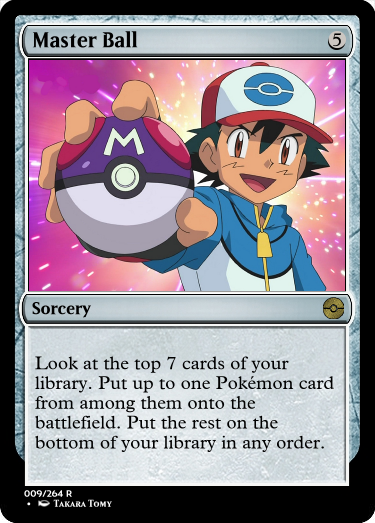 Master Ball 5
M
Sorcery
Look at the top 7 cards of your
library. Put up to one Pokémon card
from among them onto the
battlefield. Put the rest on the
bottom of your library in any order.
009/264 R
• Takara Tomy